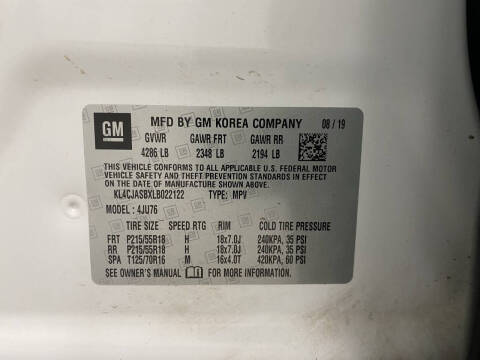 GM
MFD BY GM KOREA COMPANY 08 / 19
GVWR GAWR FRT GAWR RR
4286 LB 2348 LB 2194 LB
THIS VEHICLE CONFORMS TO ALL APPLICABLE U.S. FEDERAL MOTOR
VEHICLE SAFETY AND THEFT PREVENTION STANDARDS IN EFFECT ON
THE DATE OF MANUFACTURE SHOWN ABOVE.
KL4CJASBXLB022122 TYPE: MPV
MODEL: 4JU76
TIRE SIZE SPEED RTG RIM COLD TIRE PRESSURE
FRT P215/55R18 H 18x7.0J 240KPA, 35 PSI
RR P215/55R18 H 18x7.0J 240KPA, 35 PSI
SPA T125/70R16 M 16x4.0T 420KPA, 60 PSI
SEE OWNER'S MANUAL FOR MORE INFORMATION.